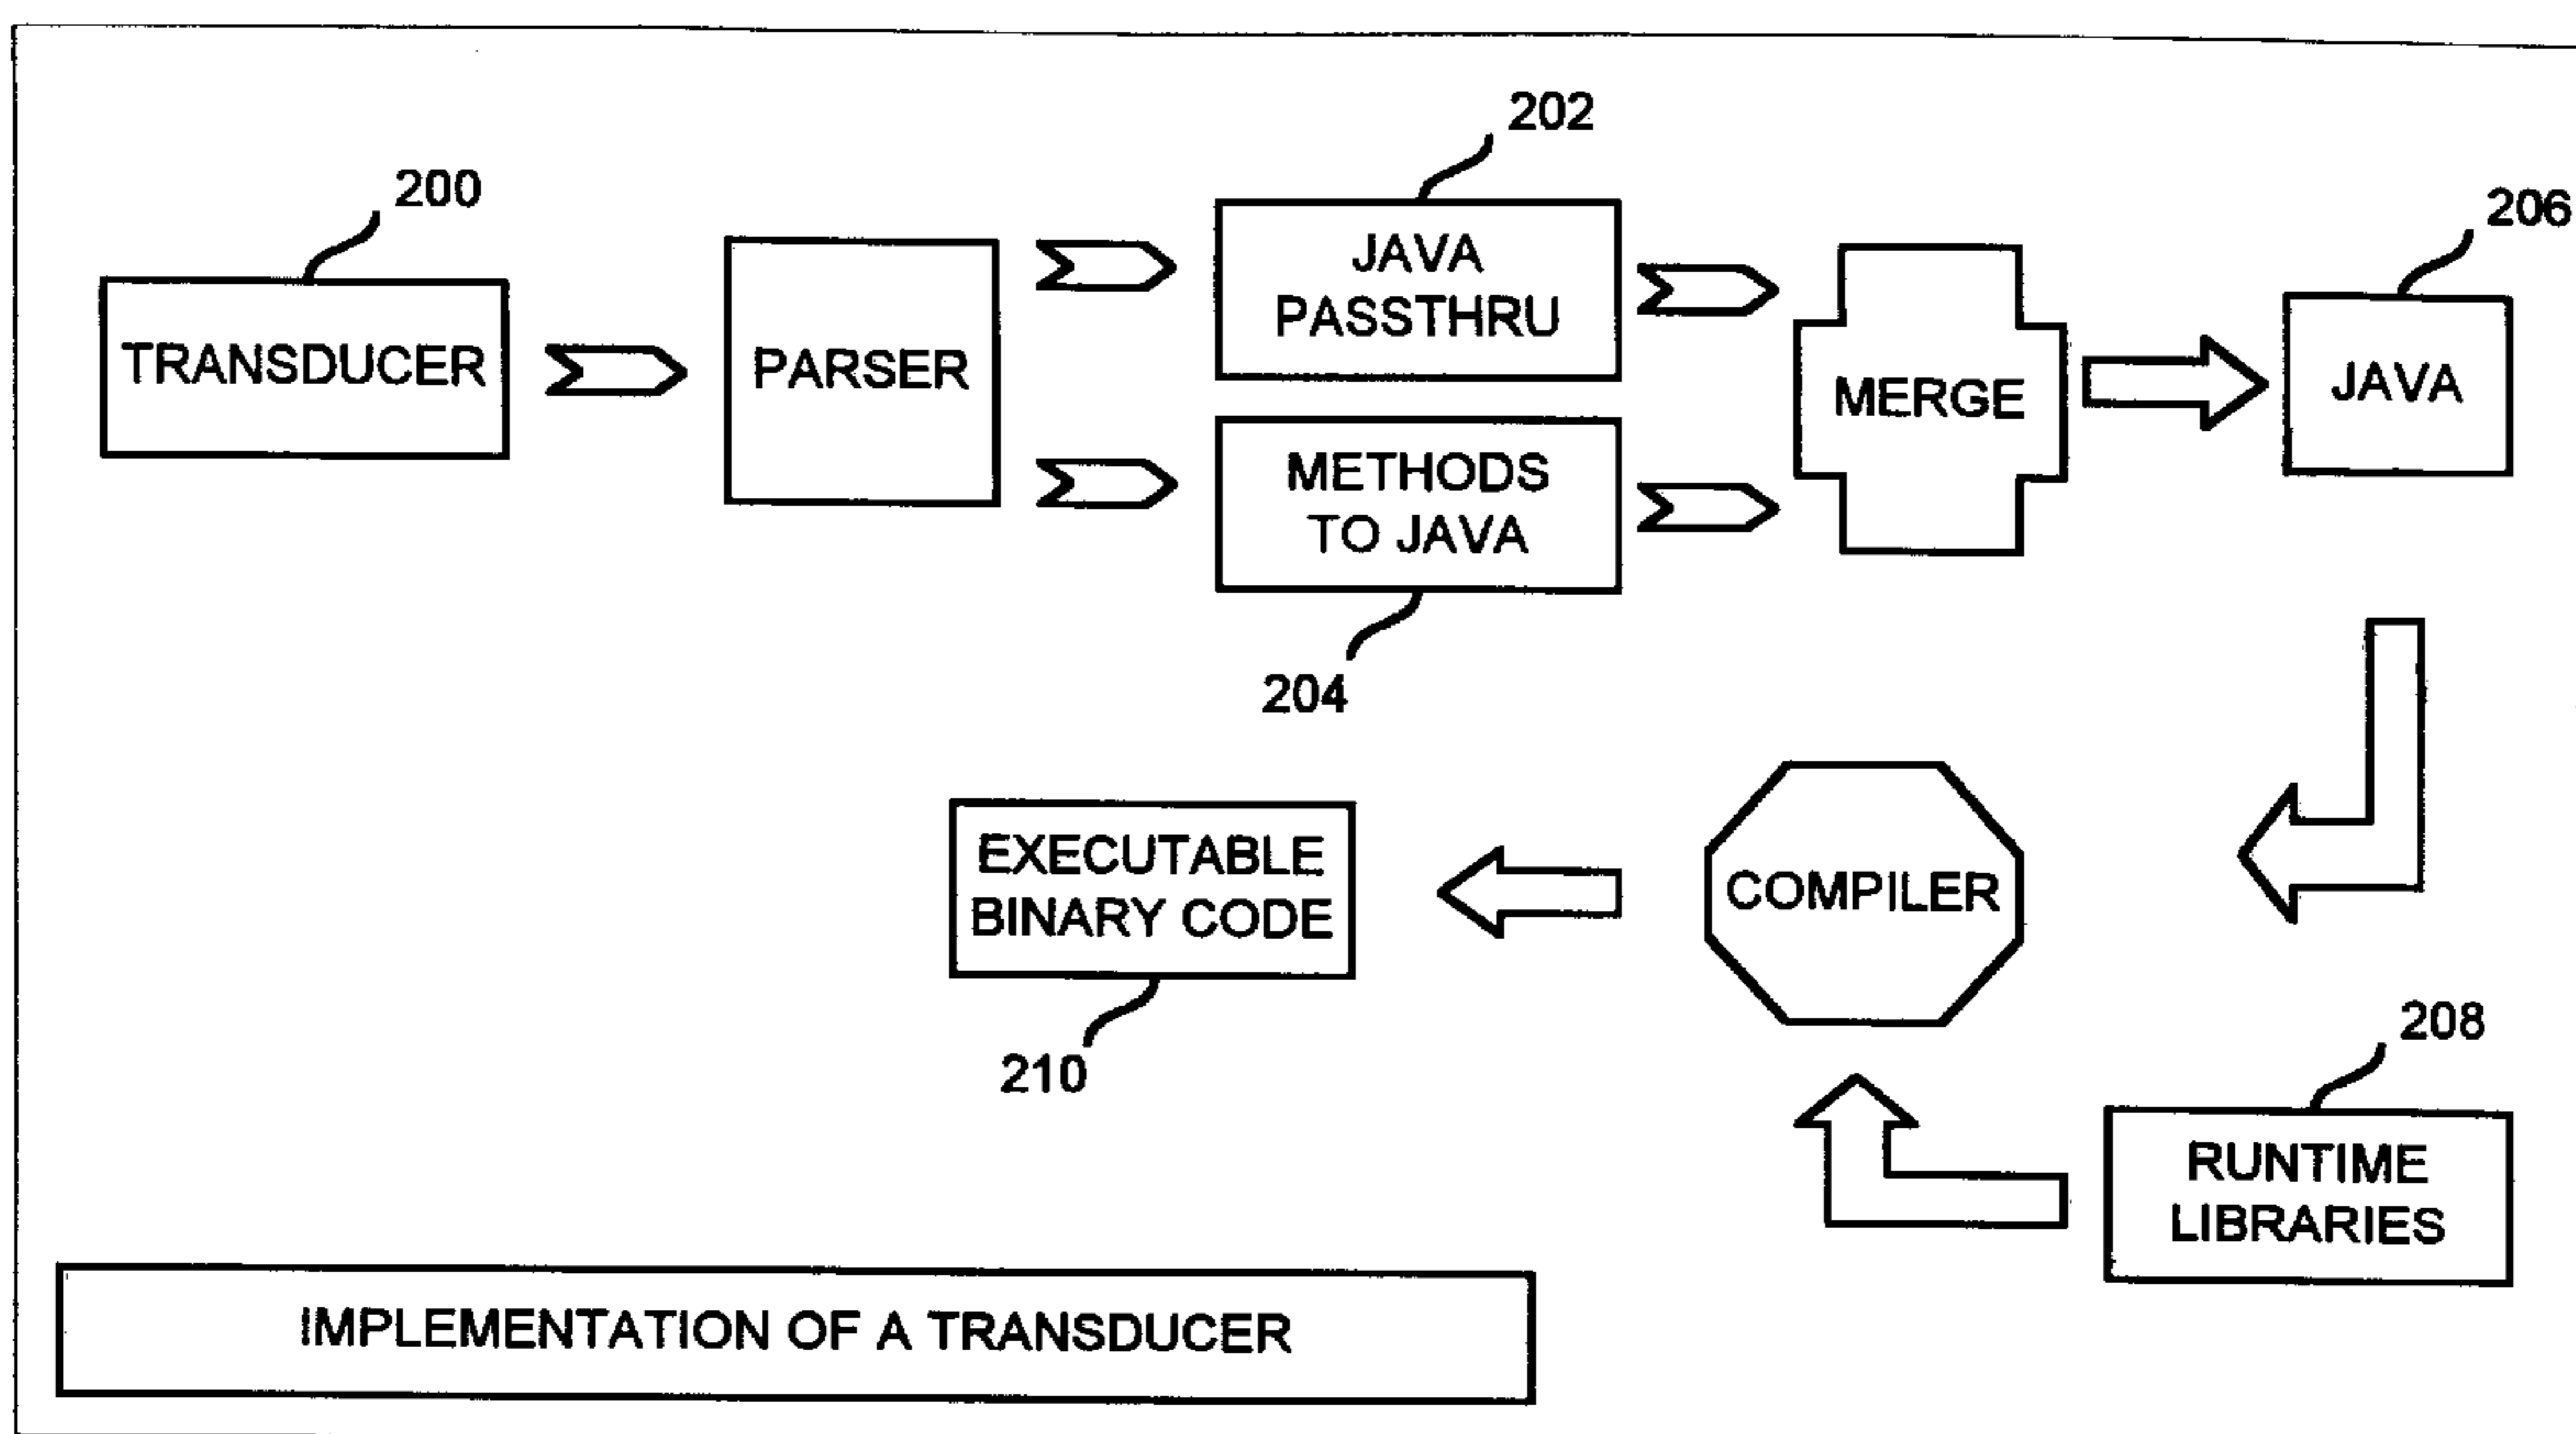 202
200
206
JAVA
PASSTHRU
TRANSDUCER
PARSER
MERGE
JAVA
METHODS
TO JAVA
204
EXECUTABLE
BINARY CODE
COMPILER
210
208
RUNTIME
LIBRARIES
IMPLEMENTATION OF A TRANSDUCER